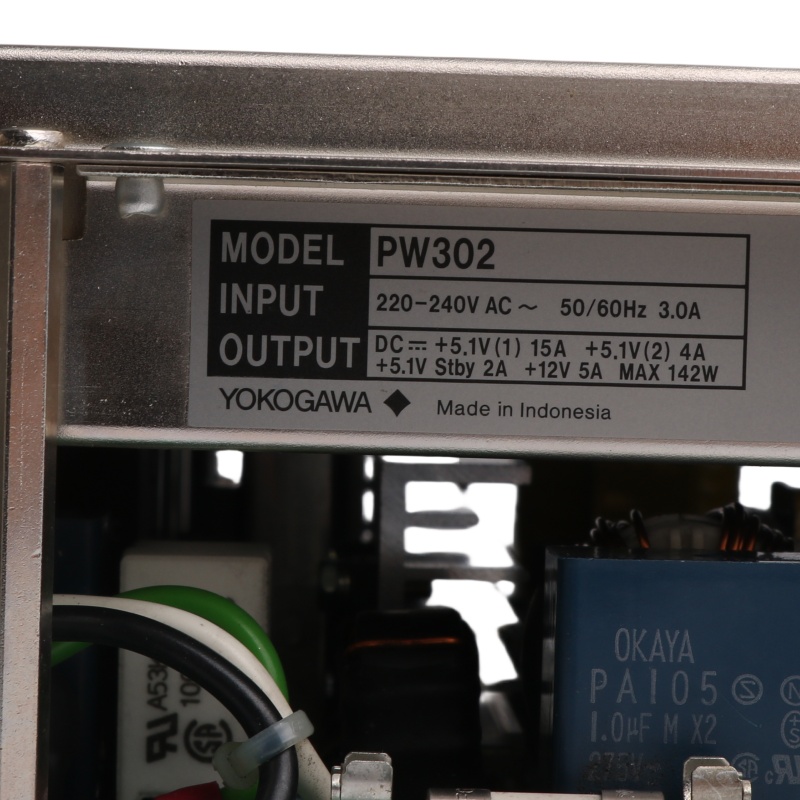 MODEL PW302
INPUT 220-240V AC ~ 50/60Hz 3.0A
OUTPUT DC⎓ +5.1V(1) 15A +5.1V(2) 4A
+5.1V Stby 2A +12V 5A MAX 142W
YOKOGAWA ◆ Made in Indonesia
OKAYA
PA105
1.0μF M X2
275V~